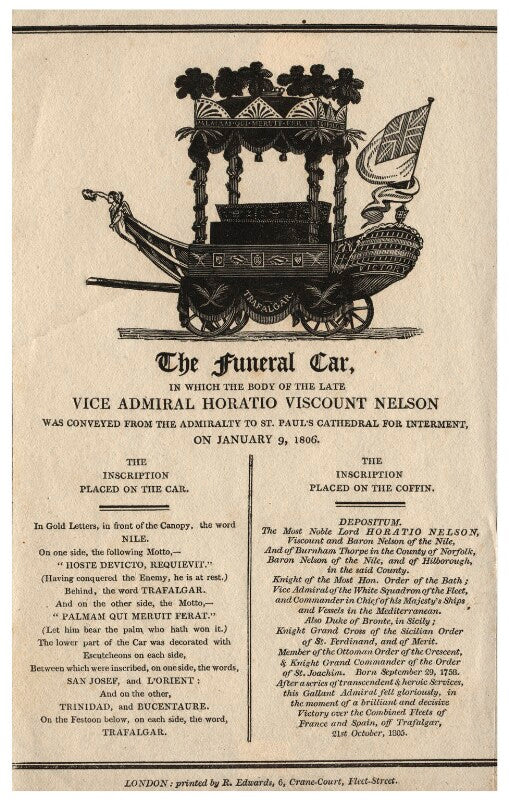 PALMAM QUI MERUIT FERAT
VICTORY
TRAFALGAR
The Funeral Car,
IN WHICH THE BODY OF THE LATE
VICE ADMIRAL HORATIO VISCOUNT NELSON
WAS CONVEYED FROM THE ADMIRALTY TO ST. PAUL'S CATHEDRAL FOR INTERMENT,
ON JANUARY 9, 1806.
THE
INSCRIPTION
PLACED ON THE CAR.
In Gold Letters, in front of the Canopy, the word
NILE.
On one side, the following Motto,—
"HOSTE DEVICTO, REQUIEVIT."
(Having conquered the Enemy, he is at rest.)
Behind, the word TRAFALGAR.
And on the other side, the Motto,—
"PALMAM QUI MERUIT FERAT."
(Let him bear the palm who hath won it.)
The lower part of the Car was decorated with
Escutcheons on each side,
Between which were inscribed, on one side, the words,
SAN JOSEF, and L'ORIENT:
And on the other,
TRINIDAD, and BUCENTAURE.
On the Festoon below, on each side, the word,
TRAFALGAR.
THE
INSCRIPTION
PLACED ON THE COFFIN.
DEPOSITUM.
The Most Noble Lord HORATIO NELSON,
Viscount and Baron Nelson of the Nile,
And of Burnham Thorpe in the County of Norfolk,
Baron Nelson of the Nile, and of Hilborough,
in the said County.
Knight of the Most Hon. Order of the Bath;
Vice Admiral of the White Squadron of the Fleet,
and Commander in Chief of his Majesty's Ships
and Vessels in the Mediterranean.
Also Duke of Bronte, in Sicily;
Knight Grand Cross of the Sicilian Order
of St. Ferdinand, and of Merit.
Member of the Ottoman Order of the Crescent,
& Knight Grand Commander of the Order
of St. Joachim. Born September 29, 1758.
After a series of transcendent & heroic Services,
this Gallant Admiral fell gloriously, in
the moment of a brilliant and decisive
Victory over the Combined Fleets of
France and Spain, off Trafalgar,
21st October, 1805.
LONDON: printed by R. Edwards, 6, Crane-Court, Fleet-Street.